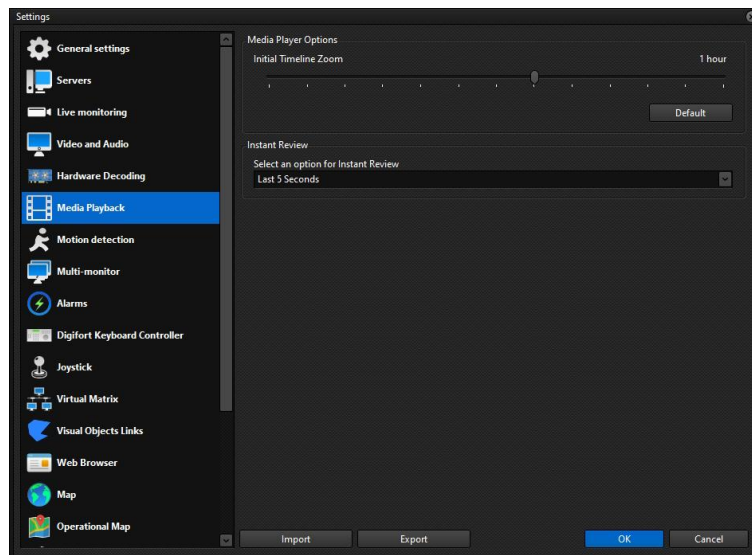 Settings
General settings
Servers
Live monitoring
Video and Audio
Hardware Decoding
Media Playback
Motion detection
Multi-monitor
Alarms
Digifort Keyboard Controller
Joystick
Virtual Matrix
Visual Objects Links
Web Browser
Map
Operational Map
Media Player Options
Initial Timeline Zoom 1 hour
Default
Instant Review
Select an option for Instant Review
Last 5 Seconds
Import Export OK Cancel